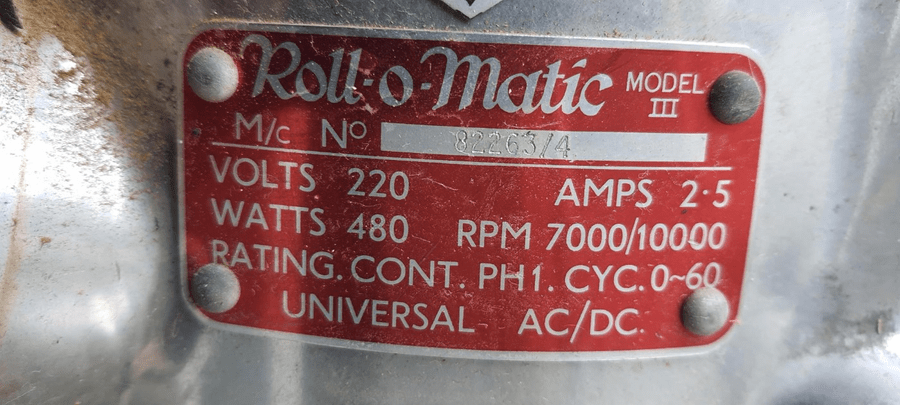 Roll-o-Matic MODEL III
M/c Nº 82263/4
VOLTS 220 AMPS 2·5
WATTS 480 RPM 7000/10000
RATING. CONT. PH1. CYC. 0~60
UNIVERSAL AC/DC.